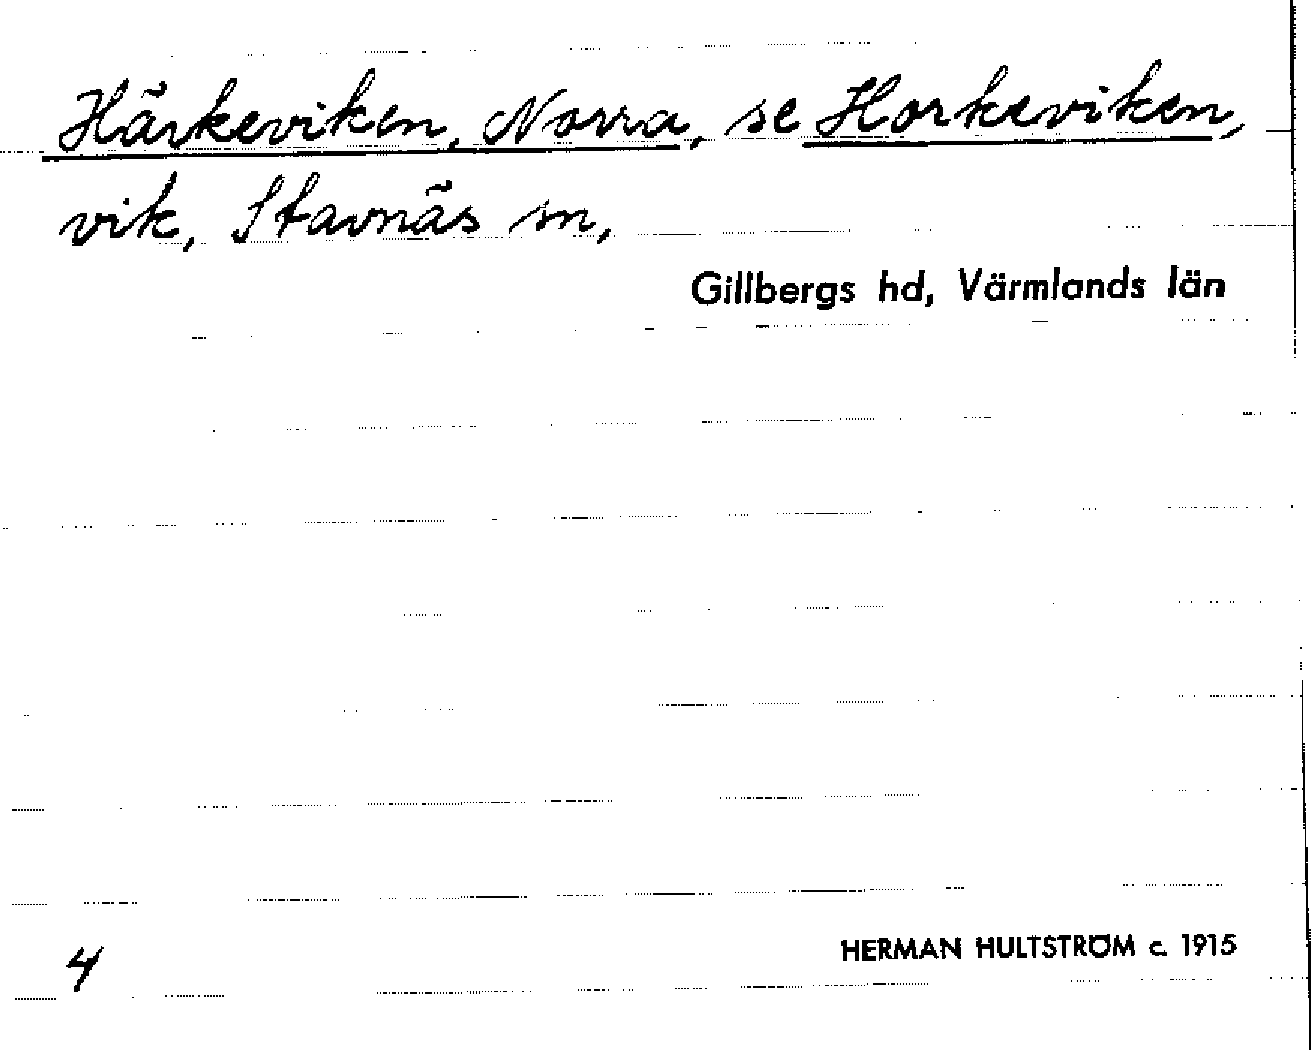 Härkeviken, Norra, se Horkeviken,
vik, Stavnäs sn,
Gillbergs hd, Värmlands län
4
HERMAN HULTSTRÖM c. 1915